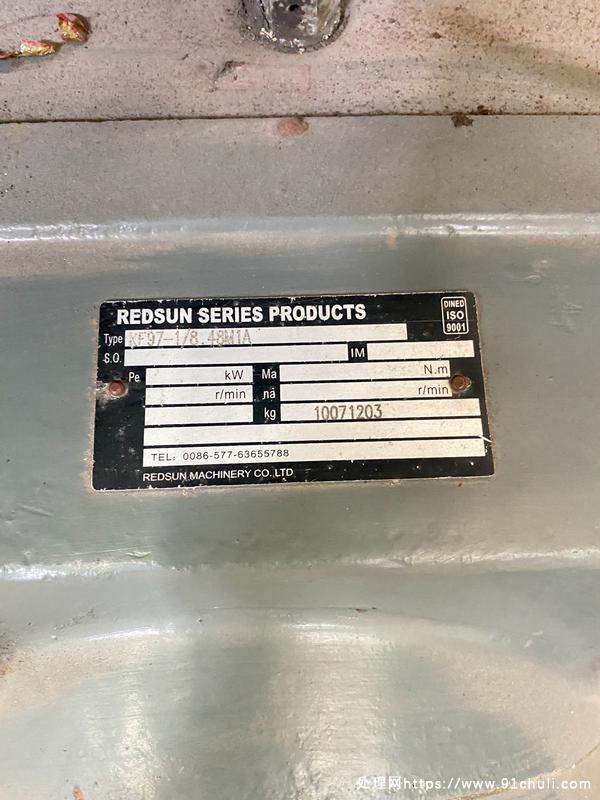 REDSUN SERIES PRODUCTS
DINED
ISO
9001
Type KF97-1/8.48M1A
S.O. IM
Pe kW Ma N.m
r/min na r/min
kg 10071203
TEL: 0086-577-63655788
REDSUN MACHINERY CO.,LTD
处理网https://www.91chuli.com/